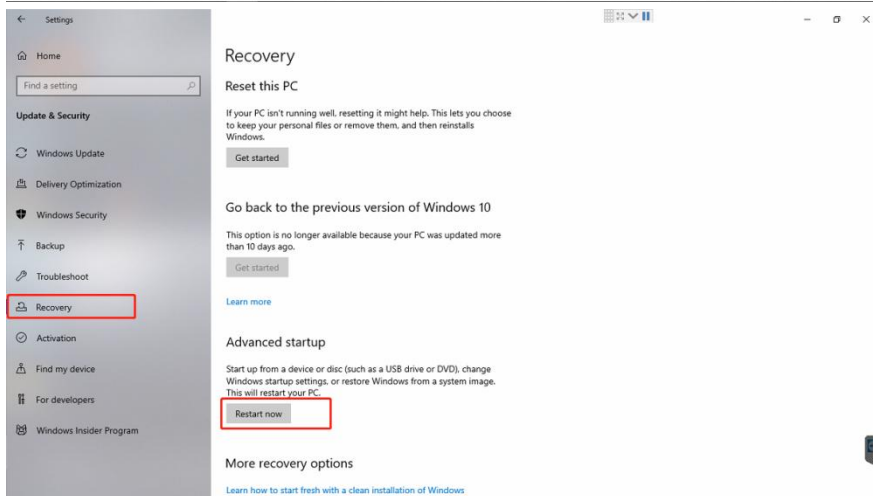 Settings
Home
Find a setting
Update & Security
Windows Update
Delivery Optimization
Windows Security
Backup
Troubleshoot
Recovery
Activation
Find my device
For developers
Windows Insider Program
Recovery
Reset this PC
If your PC isn't running well, resetting it might help. This lets you choose
to keep your personal files or remove them, and then reinstalls
Windows.
Get started
Go back to the previous version of Windows 10
This option is no longer available because your PC was updated more
than 10 days ago.
Get started
Learn more
Advanced startup
Start up from a device or disc (such as a USB drive or DVD), change
Windows startup settings, or restore Windows from a system image.
This will restart your PC.
Restart now
More recovery options
Learn how to start fresh with a clean installation of Windows